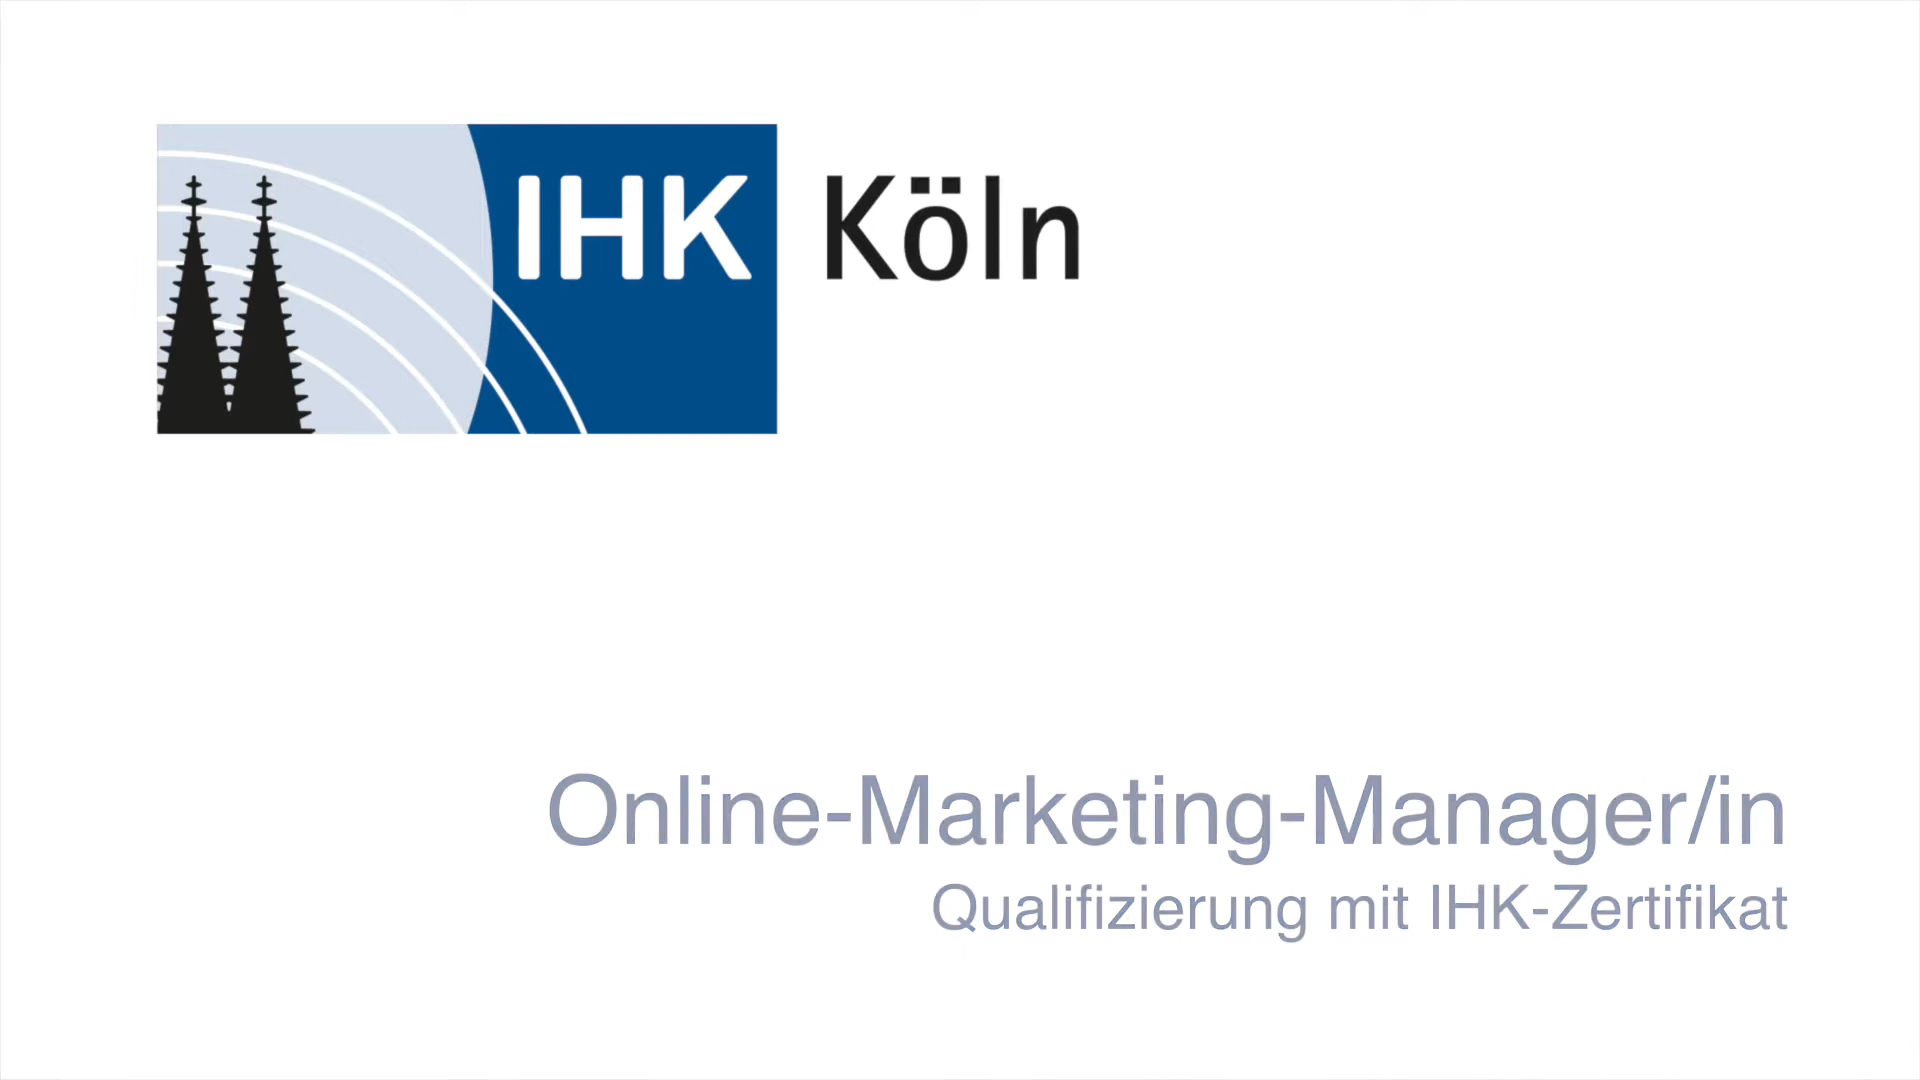 IHK Köln
Online-Marketing-Manager/in
Qualifizierung mit IHK-Zertifikat